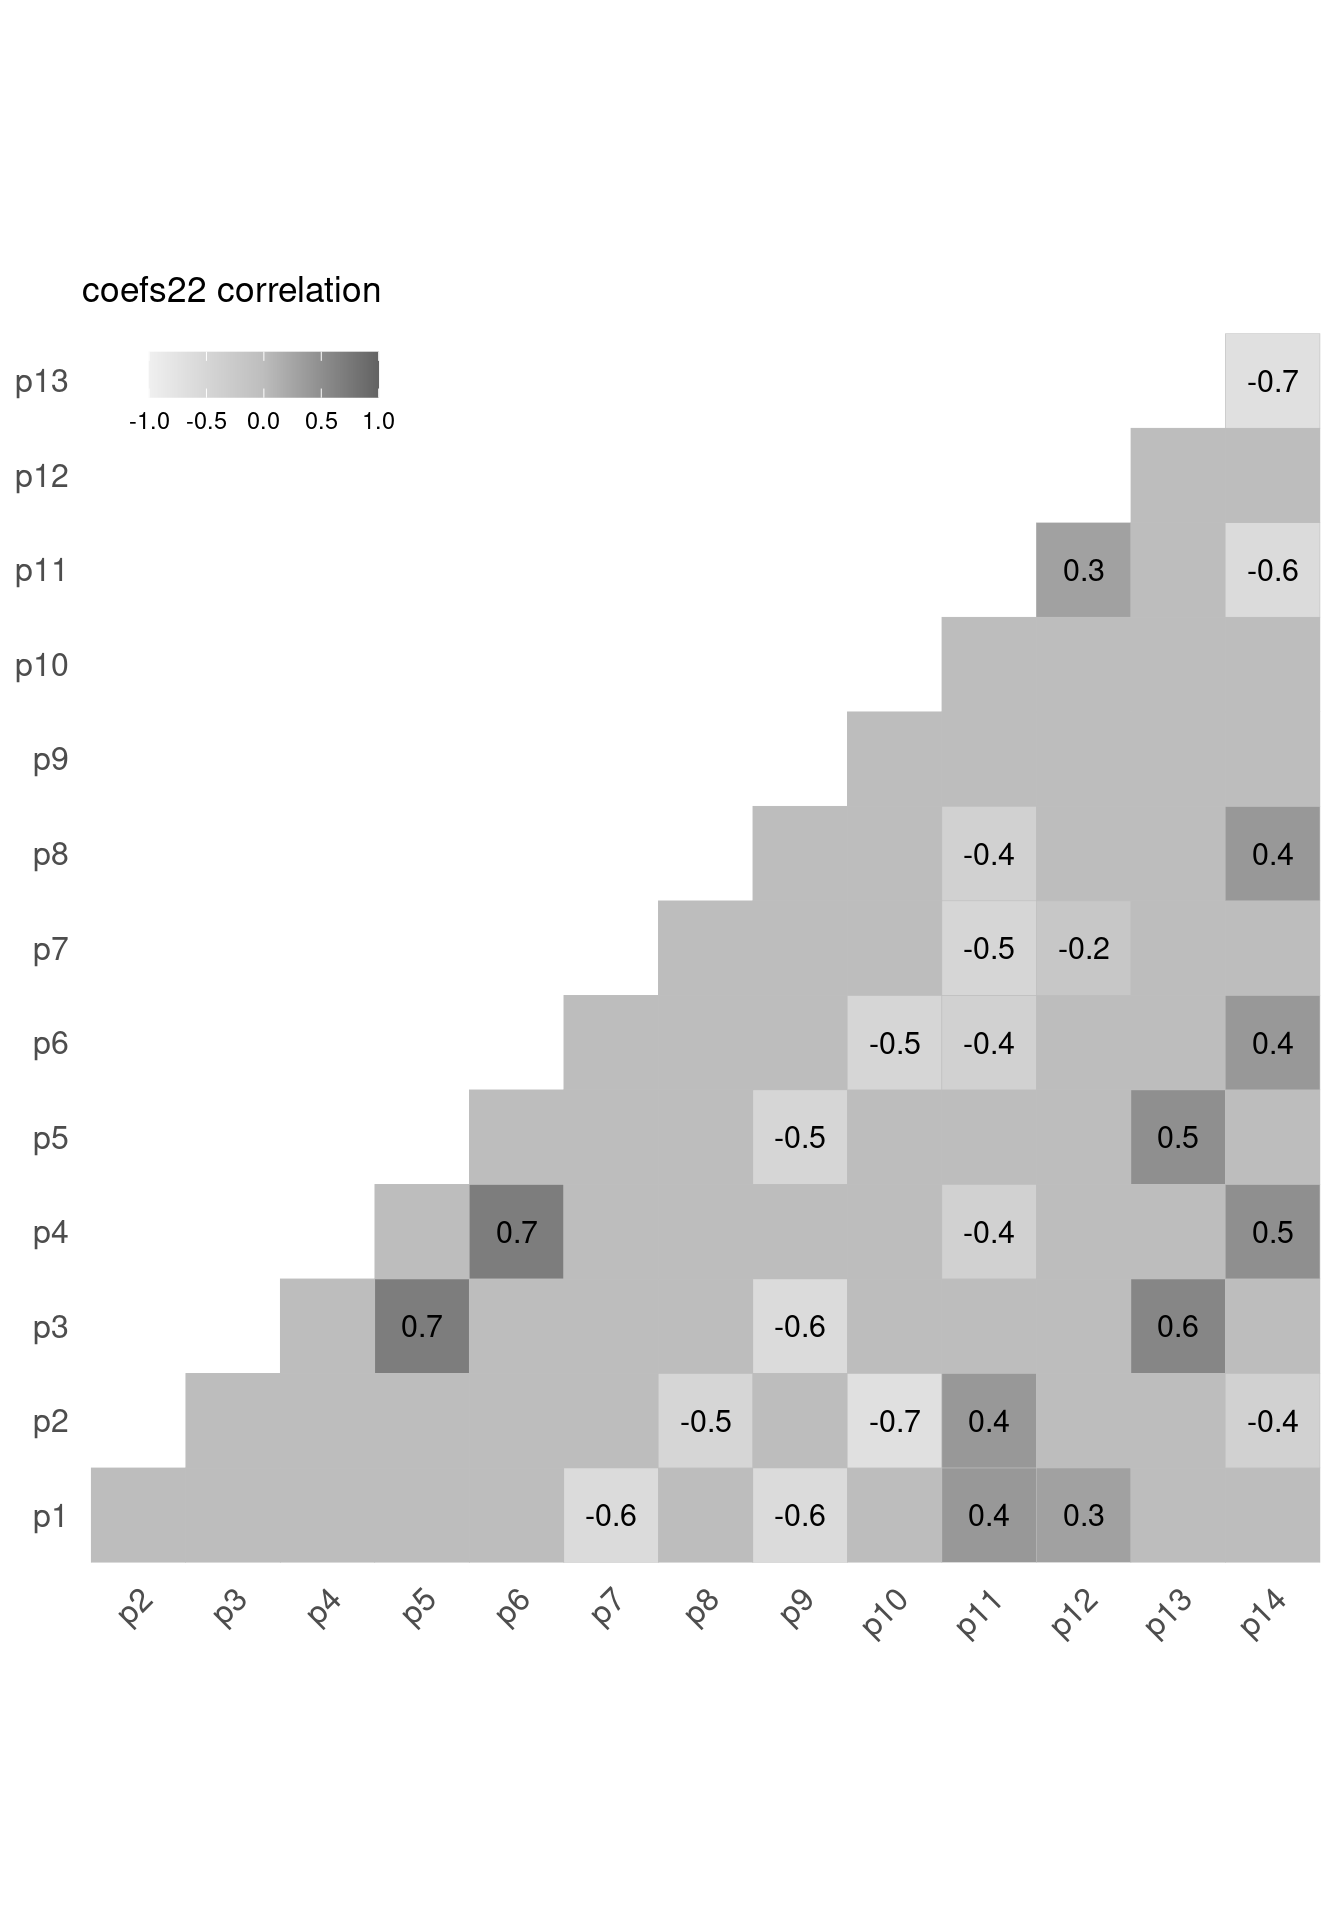 coefs22 correlation
-1.0 -0.5 0.0 0.5 1.0
p13 -0.7
p12
p11 0.3 -0.6
p10
p9
p8 -0.4 0.4
p7 -0.5 -0.2
p6 -0.5 -0.4 0.4
p5 -0.5 0.5
p4 0.7 -0.4 0.5
p3 0.7 -0.6 0.6
p2 -0.5 -0.7 0.4 -0.4
p1 -0.6 -0.6 0.4 0.3
p2 p3 p4 p5 p6 p7 p8 p9 p10 p11 p12 p13 p14